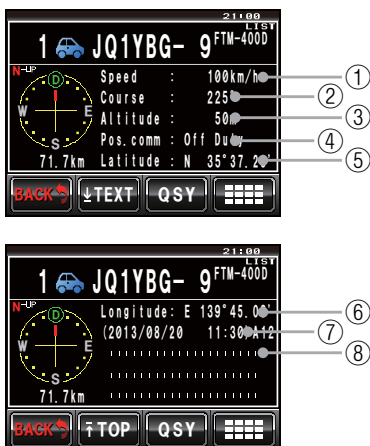 21:00
LIST
1 JQ1YBG- 9 FTM-400D
N-UP
D
W E
S
71.7km
Speed : 100km/h ①
Course : 225° ②
Altitude : 50m ③
Pos.comm : Off Duty ④
Latitude : N 35°37.2 ⑤
BACK ↓TEXT QSY
21:00
LIST
1 JQ1YBG- 9 FTM-400D
N-UP
D
W E
S
71.7km
Longitude: E 139°45.0 ⑥
(2013/08/20 11:30 A12 ⑦
⑧
BACK ↑TOP QSY